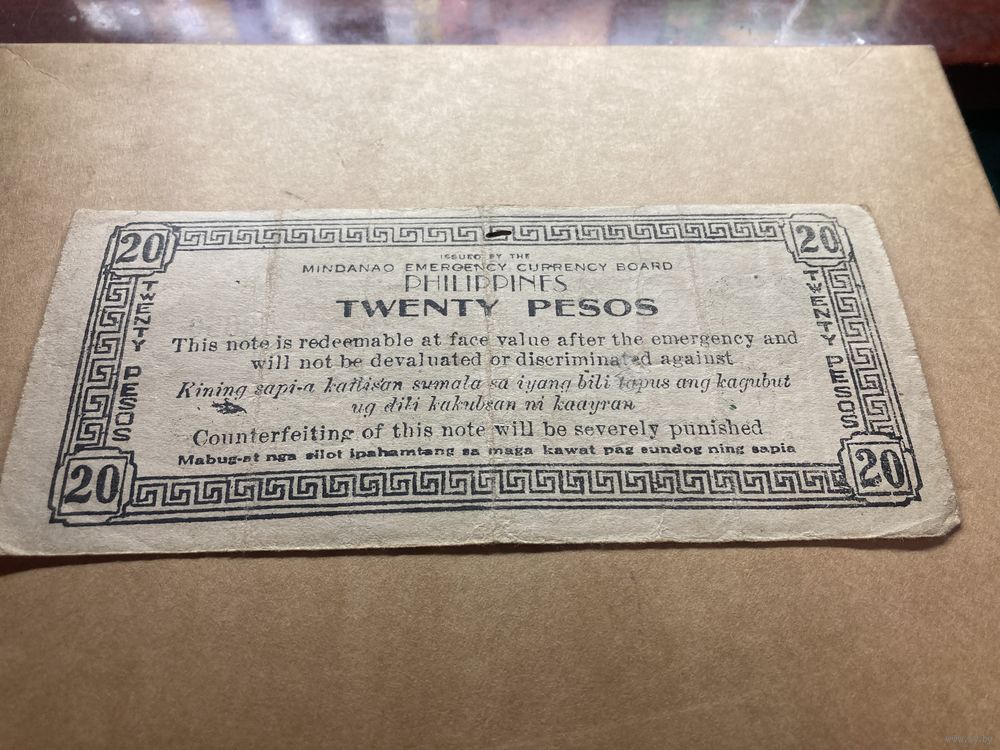 20 20
ISSUED BY THE
MINDANAO EMERGENCY CURRENCY BOARD
PHILIPPINES
TWENTY PESOS
This note is redeemable at face value after the emergency and
will not be devaluated or discriminated against
Kining sapi-a kailisan sumala sa iyang bili tapus ang kagubut
ug dili kakubsan ni kaayran
Counterfeiting of this note will be severely punished
Mabug-at nga silot ipahamtang sa maga kawat pag sundog ning sapia
TWENTY PESOS
TWENTY PESOS
20 20